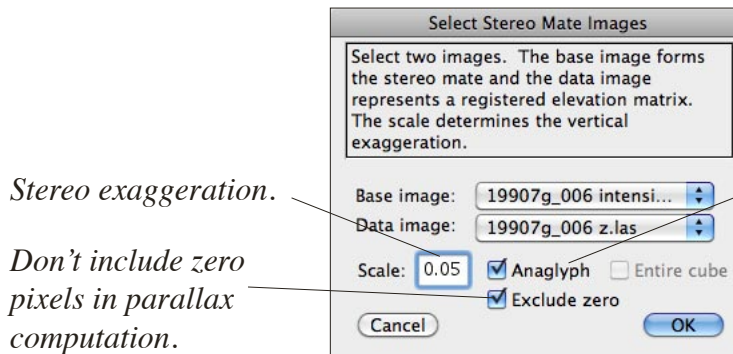 Select Stereo Mate Images
Select two images. The base image forms
the stereo mate and the data image
represents a registered elevation matrix.
The scale determines the vertical
exaggeration.
Stereo exaggeration.
Base image: 19907g_006 intensi...
Data image: 19907g_006 z.las
Don't include zero
pixels in parallax
computation.
Scale: 0.05 Anaglyph Entire cube
Exclude zero
Cancel OK